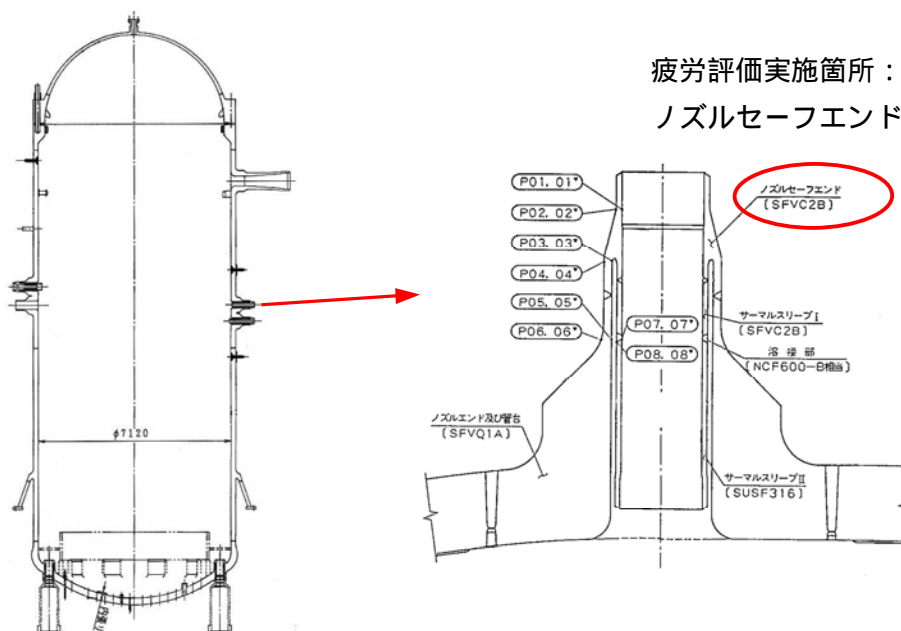 疲労評価実施箇所：
ノズルセーフエンド
P01. 01'
P02. 02'
P03. 03'
P04. 04'
P05. 05'
P06. 06'
P07. 07'
P08. 08'
ノズルセーフエンド
(SFVC2B)
サーマルスリーブI
(SFVC2B)
溶接部
(NCF600-B相当)
ノズルエンド及び管台
(SFVQ1A)
サーマルスリーブII
(SUSF316)
φ7120